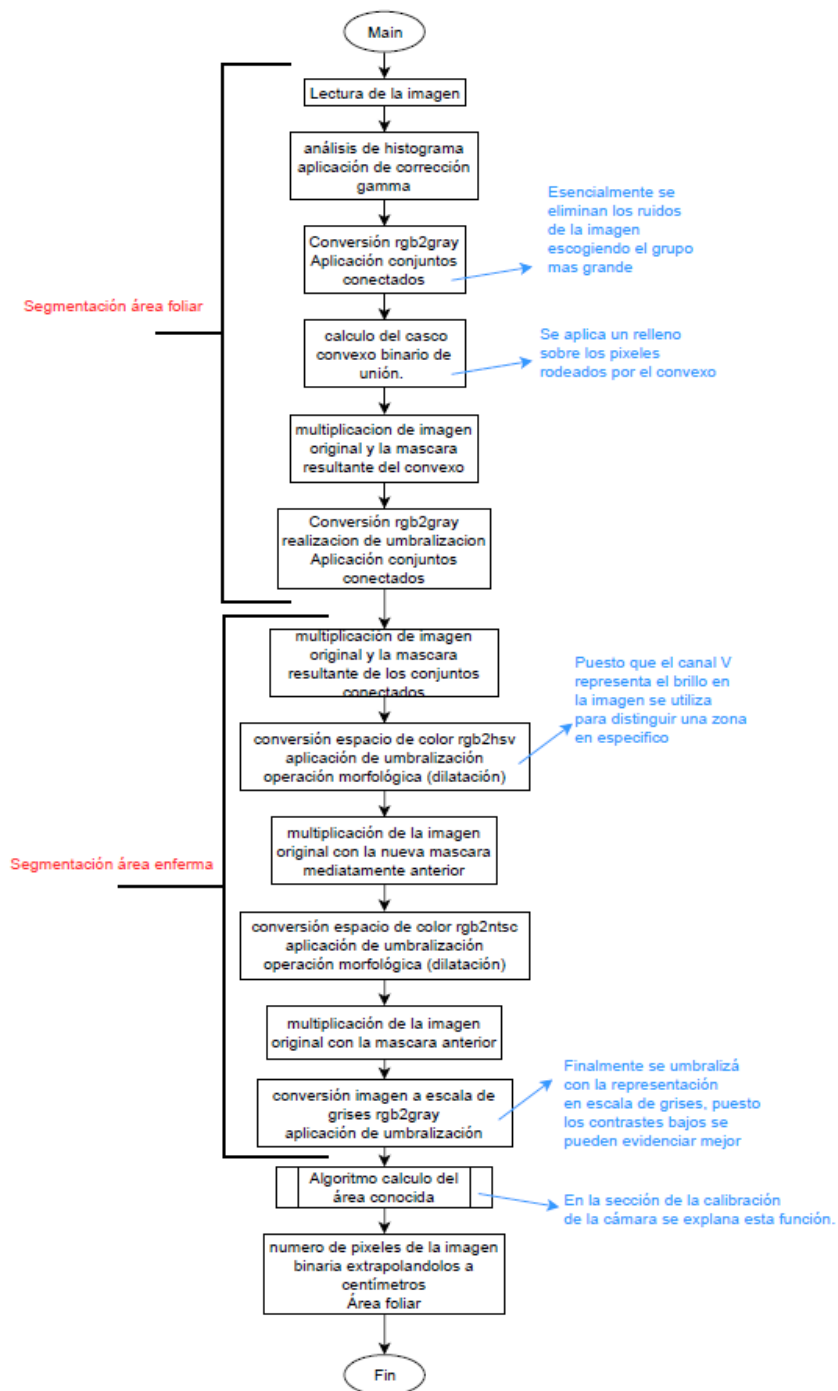 Main
Lectura de la imagen
análisis de histograma
aplicación de corrección
gamma
Esencialmente se
eliminan los ruidos
de la imagen
escogiendo el grupo
mas grande
Conversión rgb2gray
Aplicación conjuntos
conectados
Segmentación área foliar
calculo del casco
convexo binario de
unión.
Se aplica un relleno
sobre los pixeles
rodeados por el convexo
multiplicacion de imagen
original y la mascara
resultante del convexo
Conversión rgb2gray
realizacion de umbralizacion
Aplicación conjuntos
conectados
multiplicación de imagen
original y la mascara
resultante de los conjuntos
conectados
Puesto que el canal V
representa el brillo en
la imagen se utiliza
para distinguir una zona
en especifico
conversión espacio de color rgb2hsv
aplicación de umbralización
operación morfológica (dilatación)
Segmentación área enferma
multiplicación de la imagen
original con la nueva mascara
mediatamente anterior
conversión espacio de color rgb2ntsc
aplicación de umbralización
operación morfológica (dilatación)
multiplicación de la imagen
original con la mascara anterior
conversión imagen a escala de
grises rgb2gray
aplicación de umbralización
Finalmente se umbralizá
con la representación
en escala de grises, puesto
los contrastes bajos se
pueden evidenciar mejor
Algoritmo calculo del
área conocida
En la sección de la calibración
de la cámara se explana esta función.
numero de pixeles de la imagen
binaria extrapolandolos a
centímetros
Área foliar
Fin